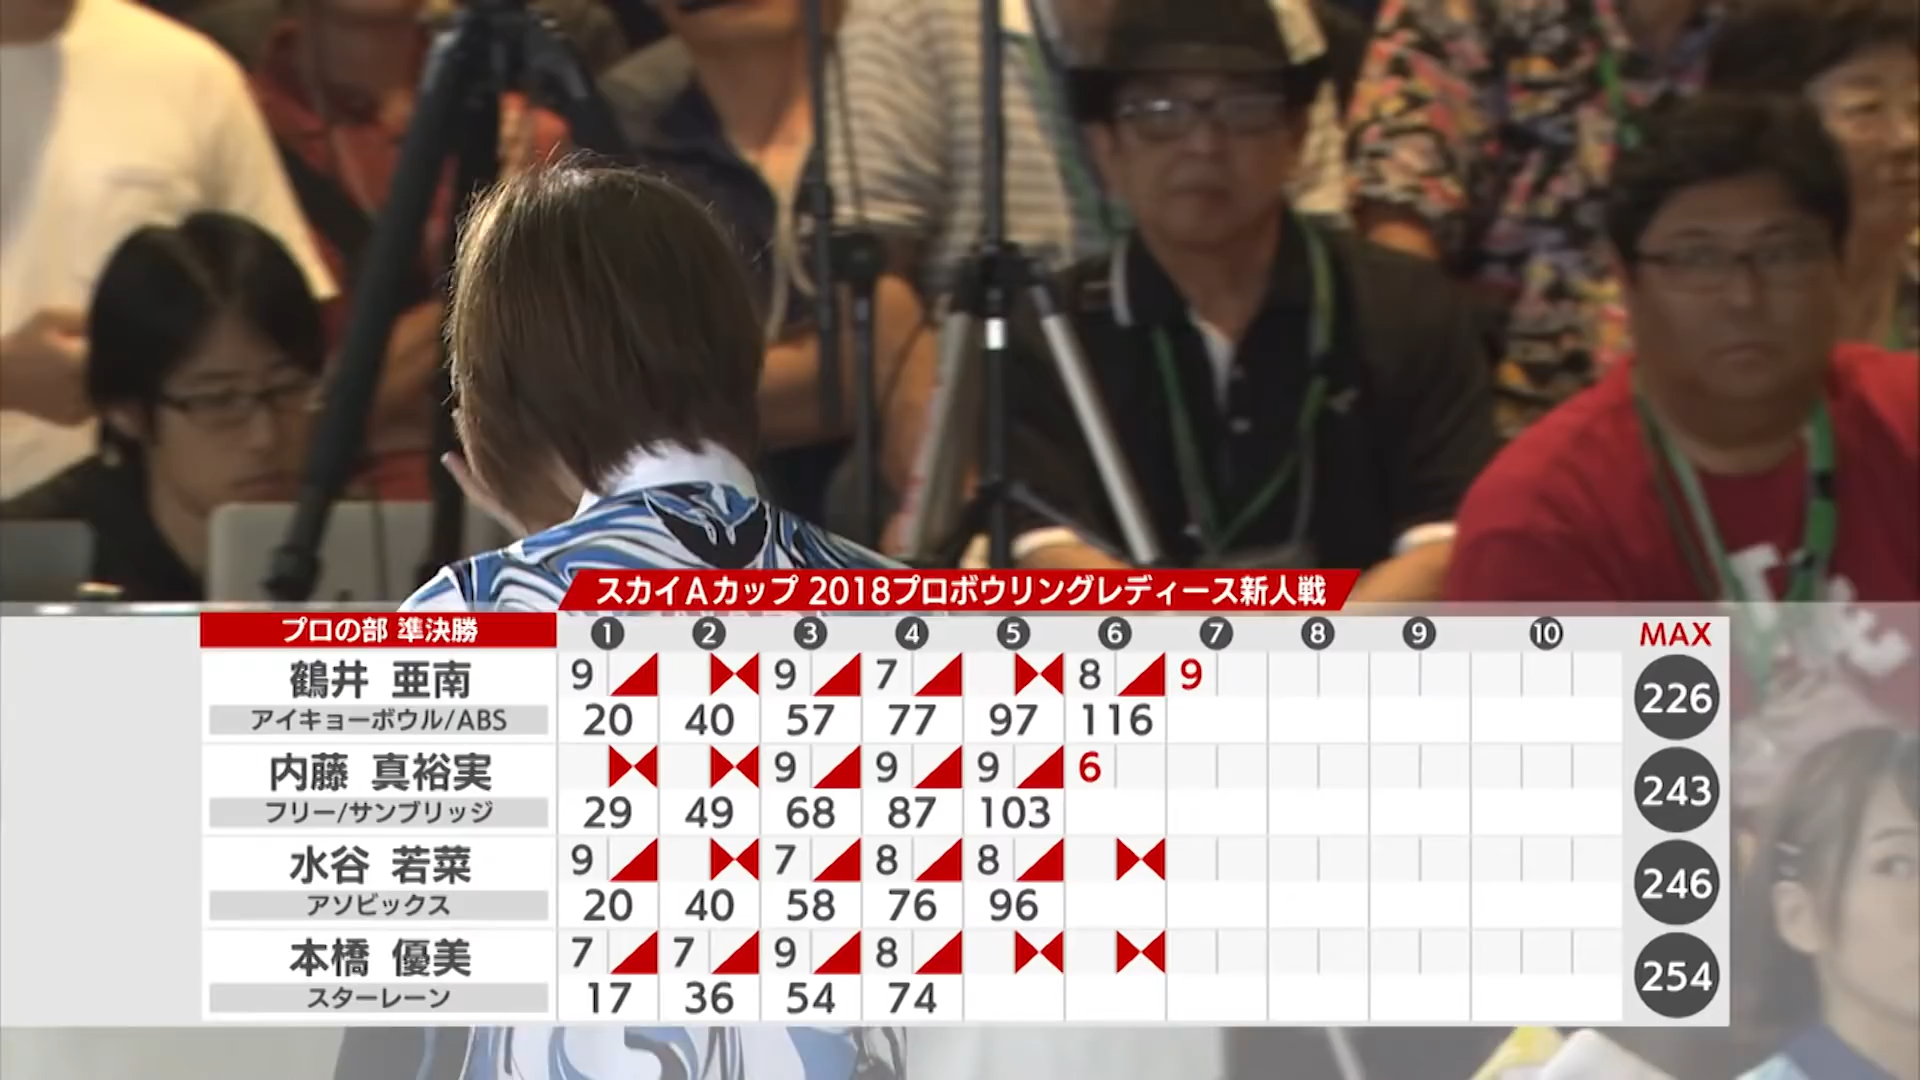 スカイAカップ 2018プロボウリングレディース新人戦
プロの部 準決勝 1 2 3 4 5 6 7 8 9 10 MAX
鶴井 亜南 9 9 7 8 9
アイキョーボウル/ABS 20 40 57 77 97 116 226
内藤 真裕実 9 9 9 6
フリー/サンブリッジ 29 49 68 87 103 243
水谷 若菜 9 7 8 8
アソビックス 20 40 58 76 96 246
本橋 優美 7 7 9 8
スターレーン 17 36 54 74 254